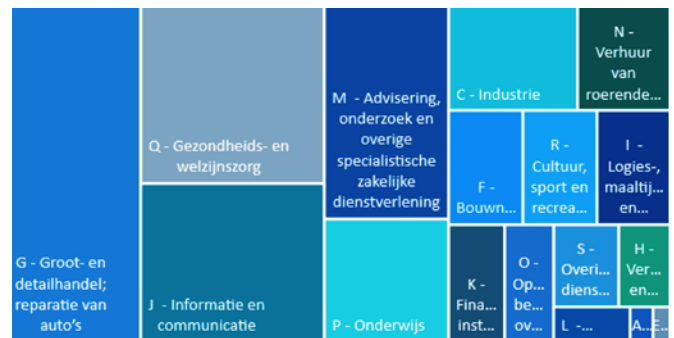 G - Groot- en
detailhandel;
reparatie van
auto's
Q - Gezondheids- en
welzijnszorg
J - Informatie en
communicatie
M - Advisering,
onderzoek en
overige
specialistische
zakelijke
dienstverlening
P - Onderwijs
C - Industrie
N -
Verhuur
van
roerende...
F -
Bouwn...
R -
Cultuur,
sport en
recrea...
I -
Logies-,
maaltij...
en...
K -
Fina...
inst...
O -
Op...
be...
ov...
S -
Overi...
diens...
H -
Ver...
en...
L -...
A...
E...